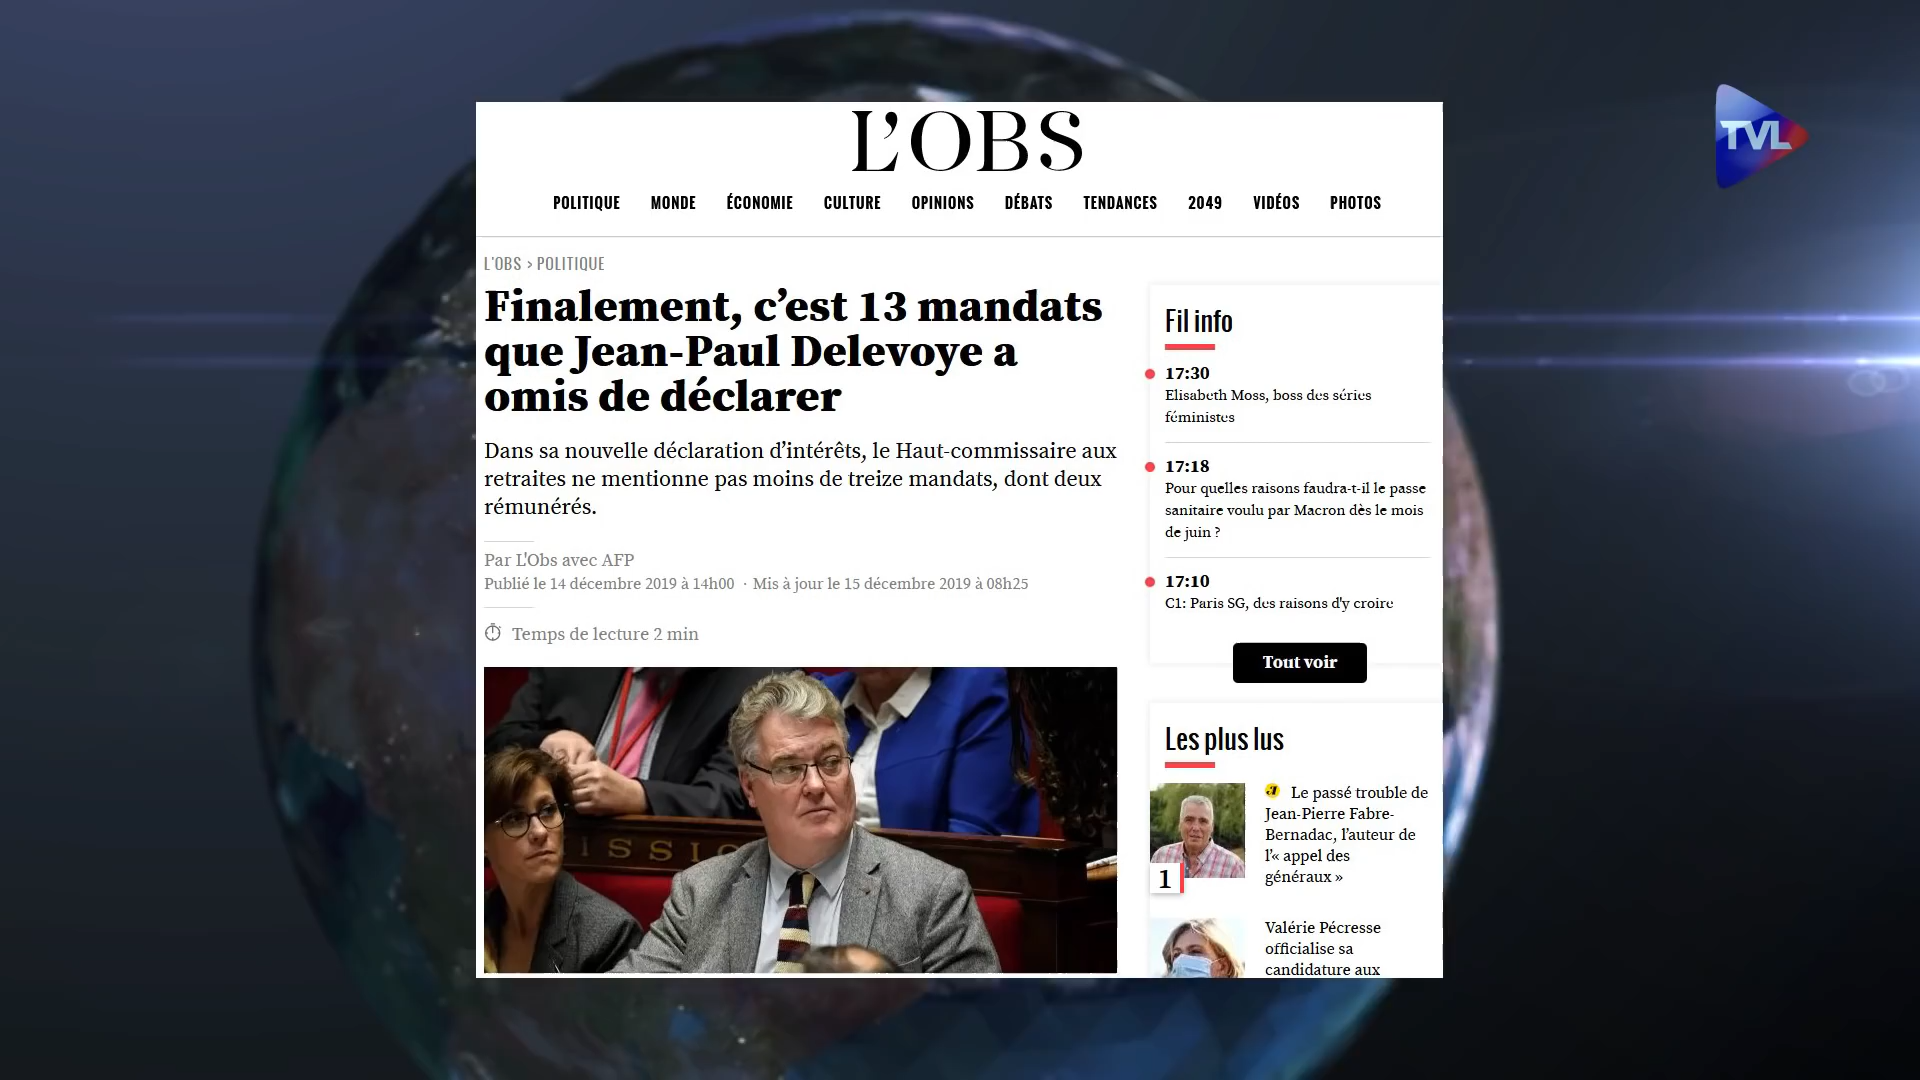 L'OBS
TVL
POLITIQUE MONDE ÉCONOMIE CULTURE OPINIONS DÉBATS TENDANCES 2049 VIDÉOS PHOTOS
L'OBS > POLITIQUE
Finalement, c’est 13 mandats
que Jean-Paul Delevoye a
omis de déclarer
Dans sa nouvelle déclaration d’intérêts, le Haut-commissaire aux
retraites ne mentionne pas moins de treize mandats, dont deux
rémunérés.
Par L'Obs avec AFP
Publié le 14 décembre 2019 à 14h00 · Mis à jour le 15 décembre 2019 à 08h25
Temps de lecture 2 min
ISSI
Fil info
17:30
Elisabeth Moss, boss des séries
féministes
17:18
Pour quelles raisons faudra-t-il le passe
sanitaire voulu par Macron dès le mois
de juin ?
17:10
C1: Paris SG, des raisons d'y croire
Tout voir
Les plus lus
1
Le passé trouble de
Jean-Pierre Fabre-
Bernadac, l’auteur de
l’« appel des
généraux »
Valérie Pécresse
officialise sa
candidature aux